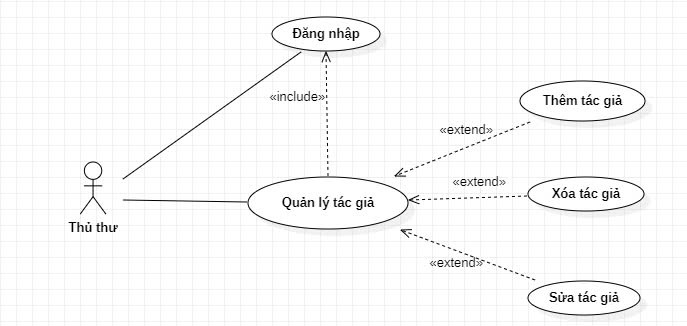 Đăng nhập
«include»
Thêm tác giả
«extend»
«extend»
Xóa tác giả
Quản lý tác giả
Thủ thư
«extend»
Sửa tác giả